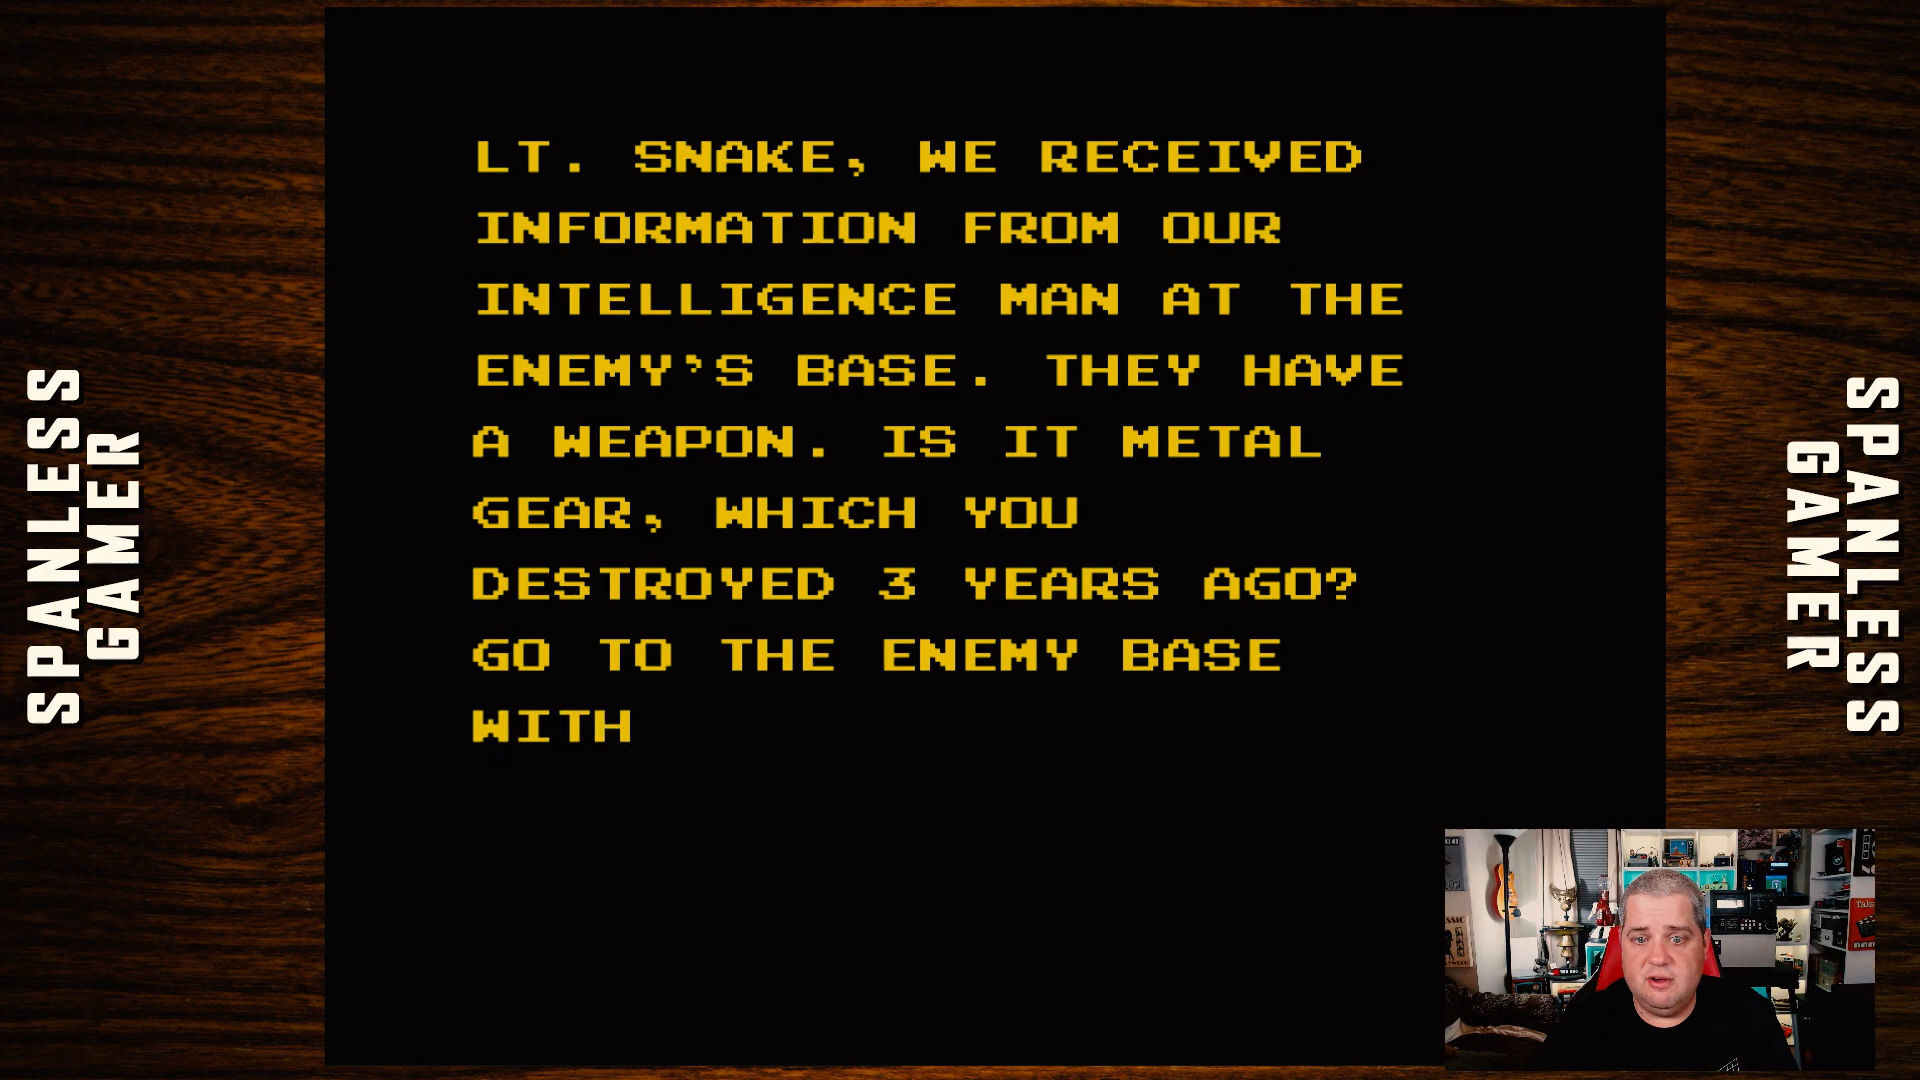 SPANLESS
GAMER
LT. SNAKE, WE RECEIVED
INFORMATION FROM OUR
INTELLIGENCE MAN AT THE
ENEMY'S BASE. THEY HAVE
A WEAPON. IS IT METAL
GEAR, WHICH YOU
DESTROYED 3 YEARS AGO?
GO TO THE ENEMY BASE
WITH
SPANLESS
GAMER
Take